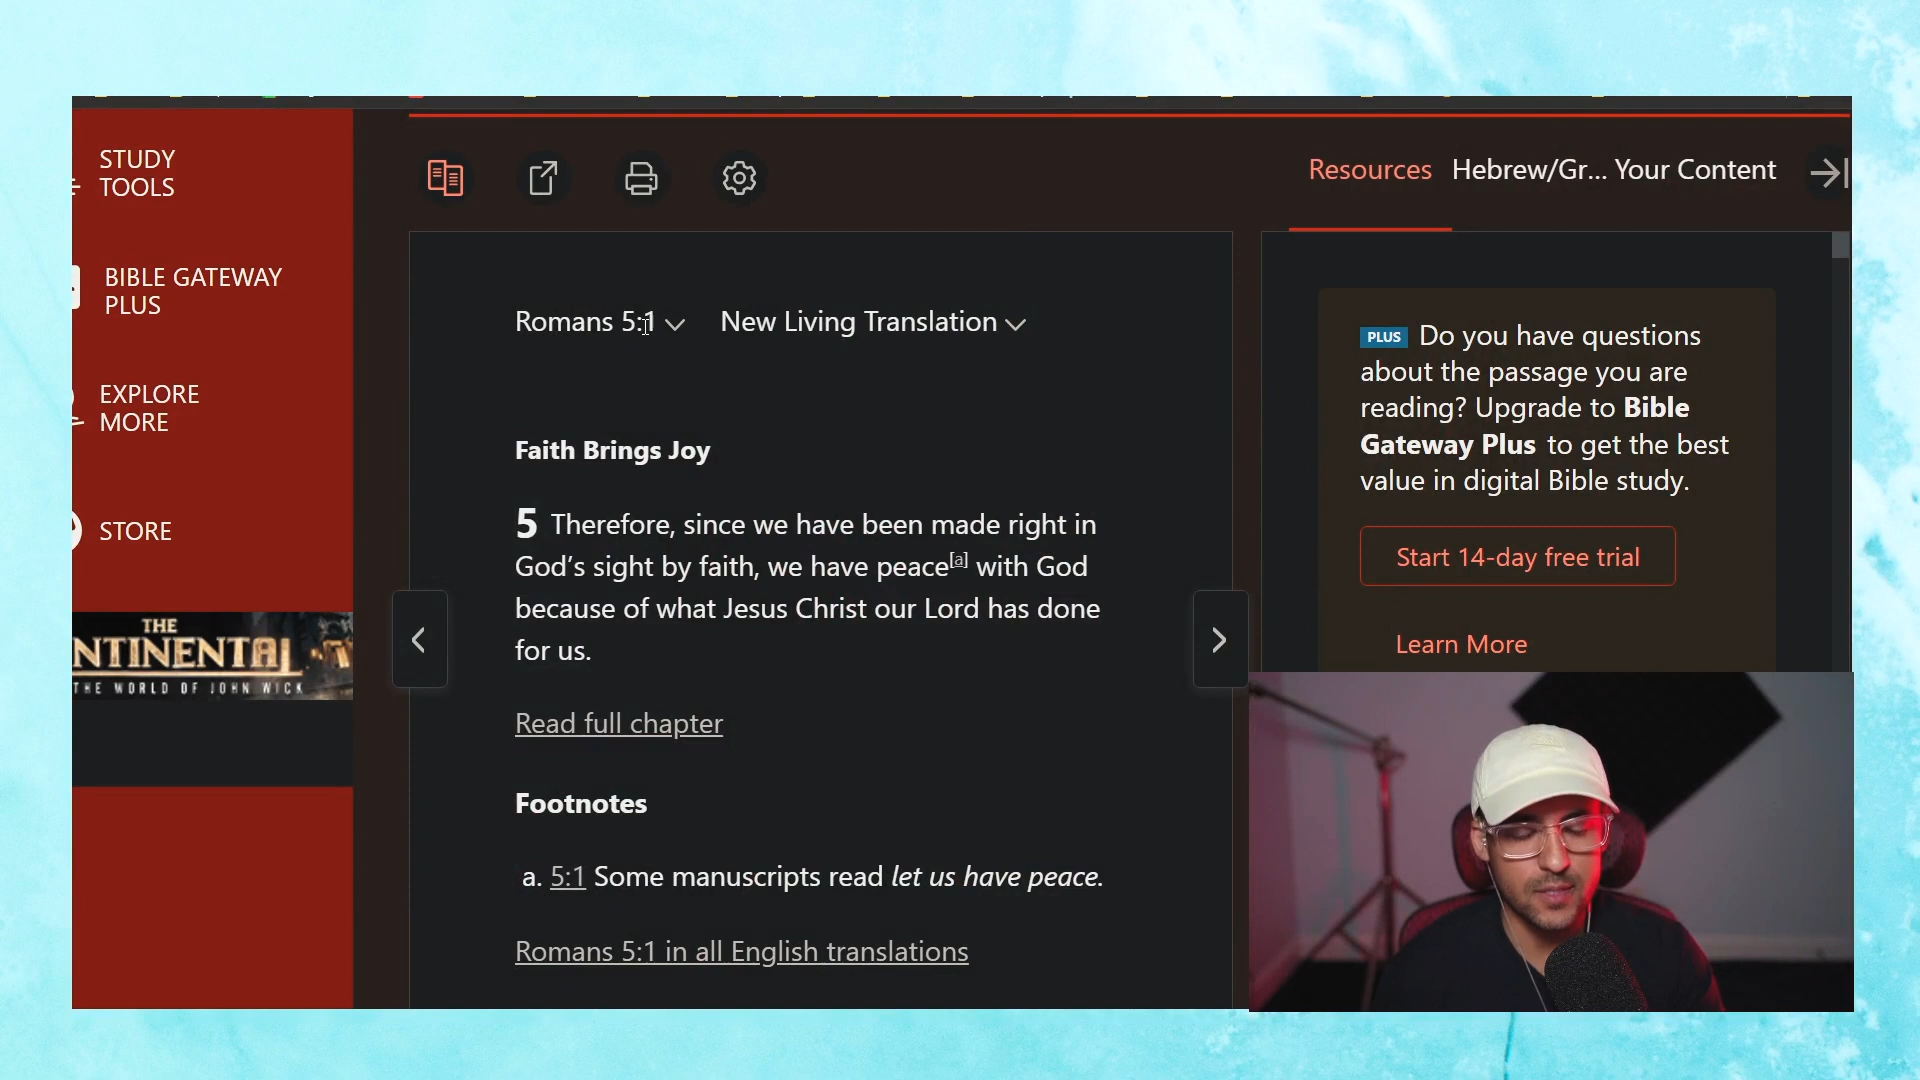 STUDY
TOOLS
BIBLE GATEWAY
PLUS
EXPLORE
MORE
STORE
THE
NTINENTAL
THE WORLD OF JOHN WICK
Resources Hebrew/Gr... Your Content
Romans 5:1 New Living Translation
Faith Brings Joy
5 Therefore, since we have been made right in
God’s sight by faith, we have peace[a] with God
because of what Jesus Christ our Lord has done
for us.
Read full chapter
Footnotes
a. 5:1 Some manuscripts read let us have peace.
Romans 5:1 in all English translations
PLUS Do you have questions
about the passage you are
reading? Upgrade to Bible
Gateway Plus to get the best
value in digital Bible study.
Start 14-day free trial
Learn More